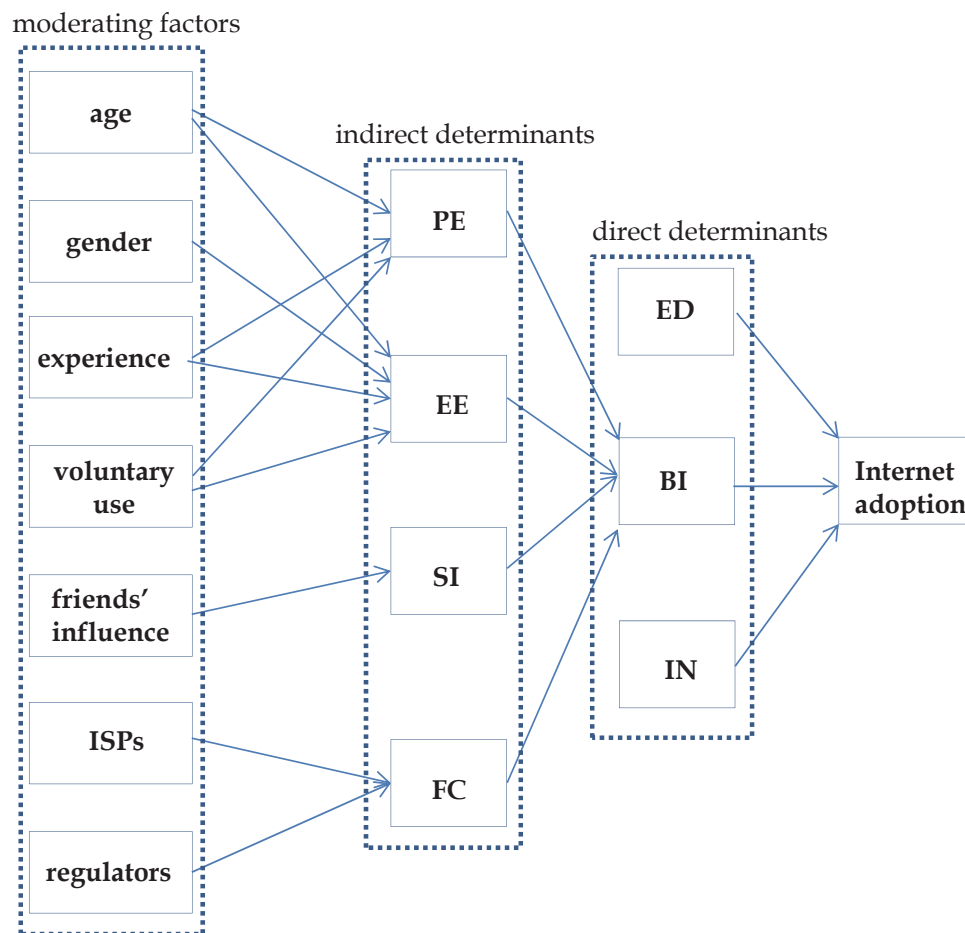 moderating factors
age
gender
experience
voluntary
use
friends’
influence
ISPs
regulators
indirect determinants
PE
EE
SI
FC
direct determinants
ED
BI
IN
Internet
adoption